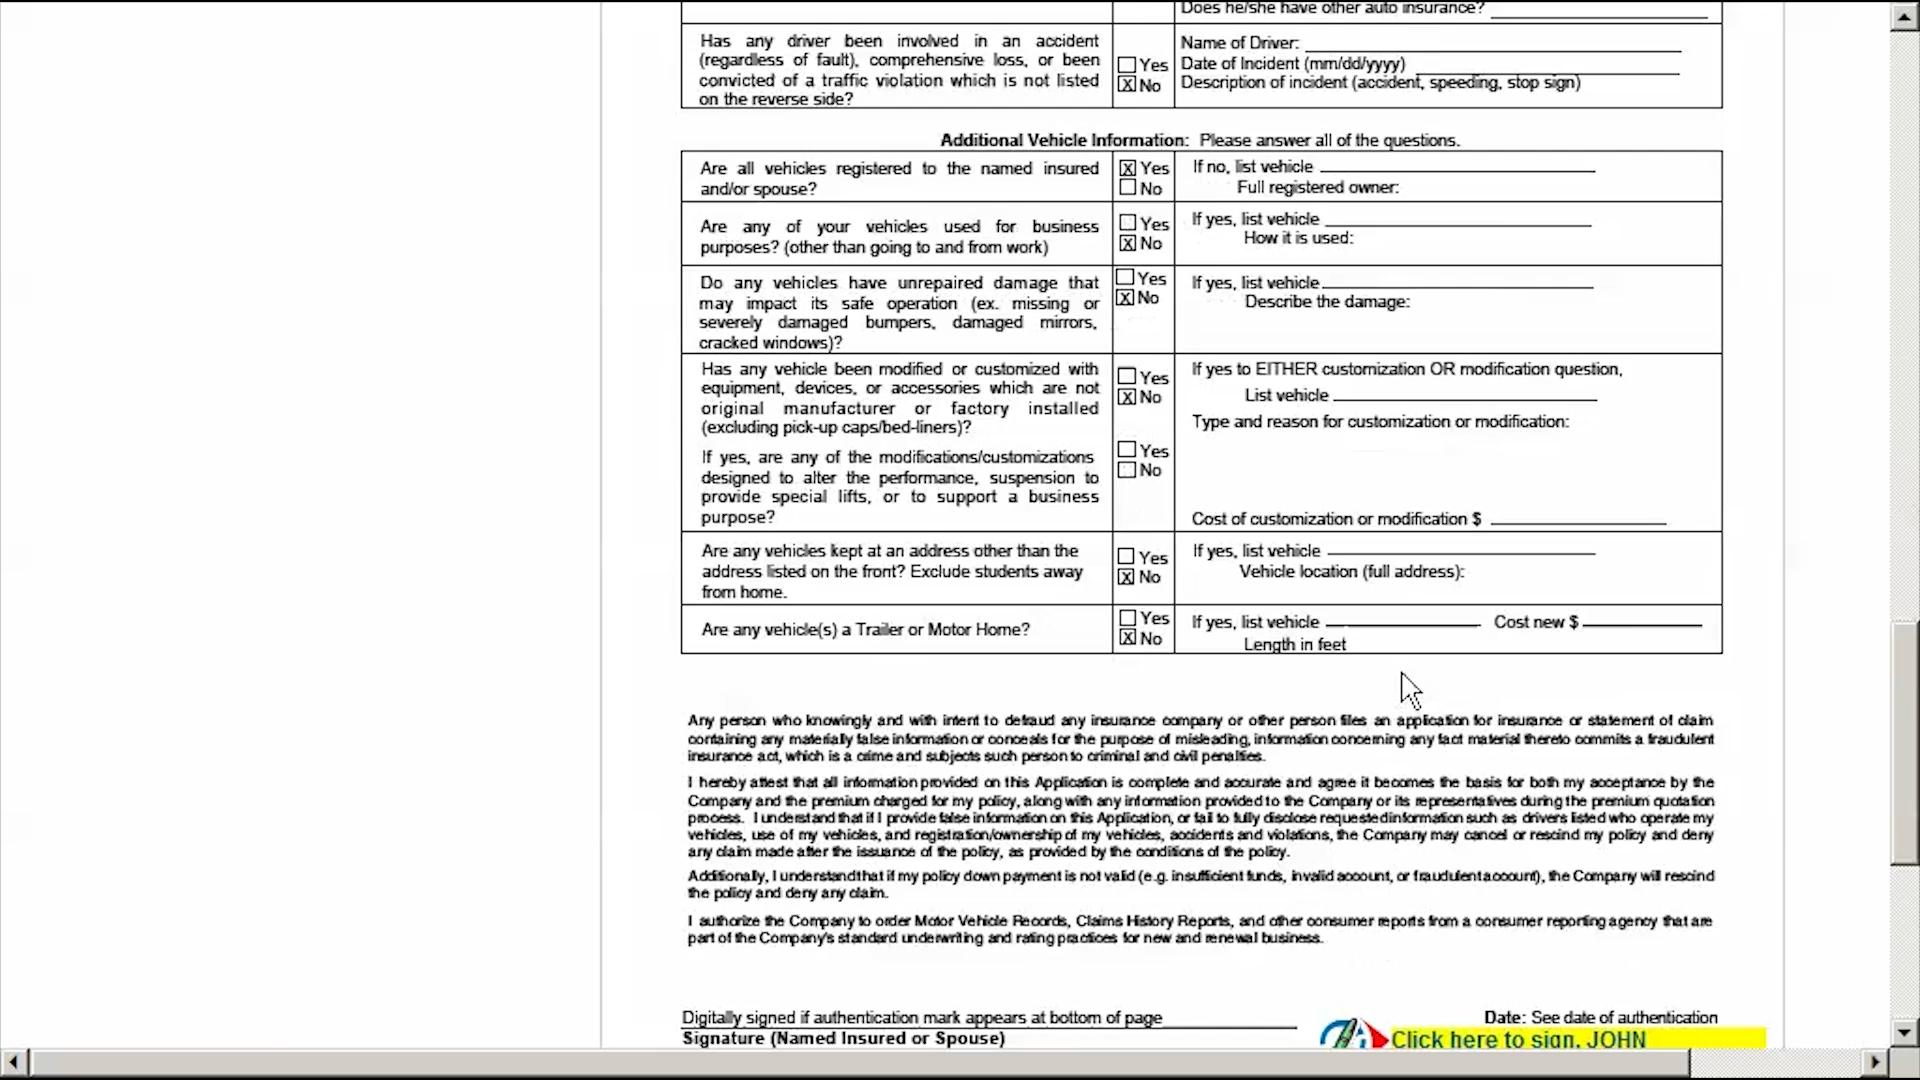 Does he/she have other auto insurance?
Has any driver been involved in an accident
(regardless of fault), comprehensive loss, or been
convicted of a traffic violation which is not listed
on the reverse side?
Yes
X No
Name of Driver:
Date of Incident (mm/dd/yyyy)
Description of incident (accident, speeding, stop sign)
Additional Vehicle Information: Please answer all of the questions.
Are all vehicles registered to the named insured
and/or spouse?
X Yes
No
If no, list vehicle
Full registered owner:
Are any of your vehicles used for business
purposes? (other than going to and from work)
Yes
X No
If yes, list vehicle
How it is used:
Do any vehicles have unrepaired damage that
may impact its safe operation (ex. missing or
severely damaged bumpers, damaged mirrors,
cracked windows)?
Yes
X No
If yes, list vehicle
Describe the damage:
Has any vehicle been modified or customized with
equipment, devices, or accessories which are not
original manufacturer or factory installed
(excluding pick-up caps/bed-liners)?
Yes
X No
If yes, are any of the modifications/customizations
designed to alter the performance, suspension to
provide special lifts, or to support a business
purpose?
Yes
No
If yes to EITHER customization OR modification question,
List vehicle
Type and reason for customization or modification:
Cost of customization or modification $
Are any vehicles kept at an address other than the
address listed on the front? Exclude students away
from home.
Yes
X No
If yes, list vehicle
Vehicle location (full address):
Are any vehicle(s) a Trailer or Motor Home?
Yes
X No
If yes, list vehicle Cost new $
Length in feet
Any person who knowingly and with intent to defraud any insurance company or other person files an application for insurance or statement of claim
containing any materially false information or conceals for the purpose of misleading, information concerning any fact material thereto commits a fraudulent
insurance act, which is a crime and subjects such person to criminal and civil penalties.
I hereby attest that all information provided on this Application is complete and accurate and agree it becomes the basis for both my acceptance by the
Company and the premium charged for my policy, along with any information provided to the Company or its representatives during the premium quotation
process. I understand that if I provide false information on this Application, or fail to fully disclose requested information such as drivers listed who operate my
vehicles, use of my vehicles, and registration/ownership of my vehicles, accidents and violations, the Company may cancel or rescind my policy and deny
any claim made after the issuance of the policy, as provided by the conditions of the policy.
Additionally, I understand that if my policy down payment is not valid (e.g. insufficient funds, invalid account, or fraudulent account), the Company will rescind
the policy and deny any claim.
I authorize the Company to order Motor Vehicle Records, Claims History Reports, and other consumer reports from a consumer reporting agency that are
part of the Company's standard underwriting and rating practices for new and renewal business.
Digitally signed if authentication mark appears at bottom of page
Date: See date of authentication
Signature (Named Insured or Spouse)
Click here to sign, JOHN